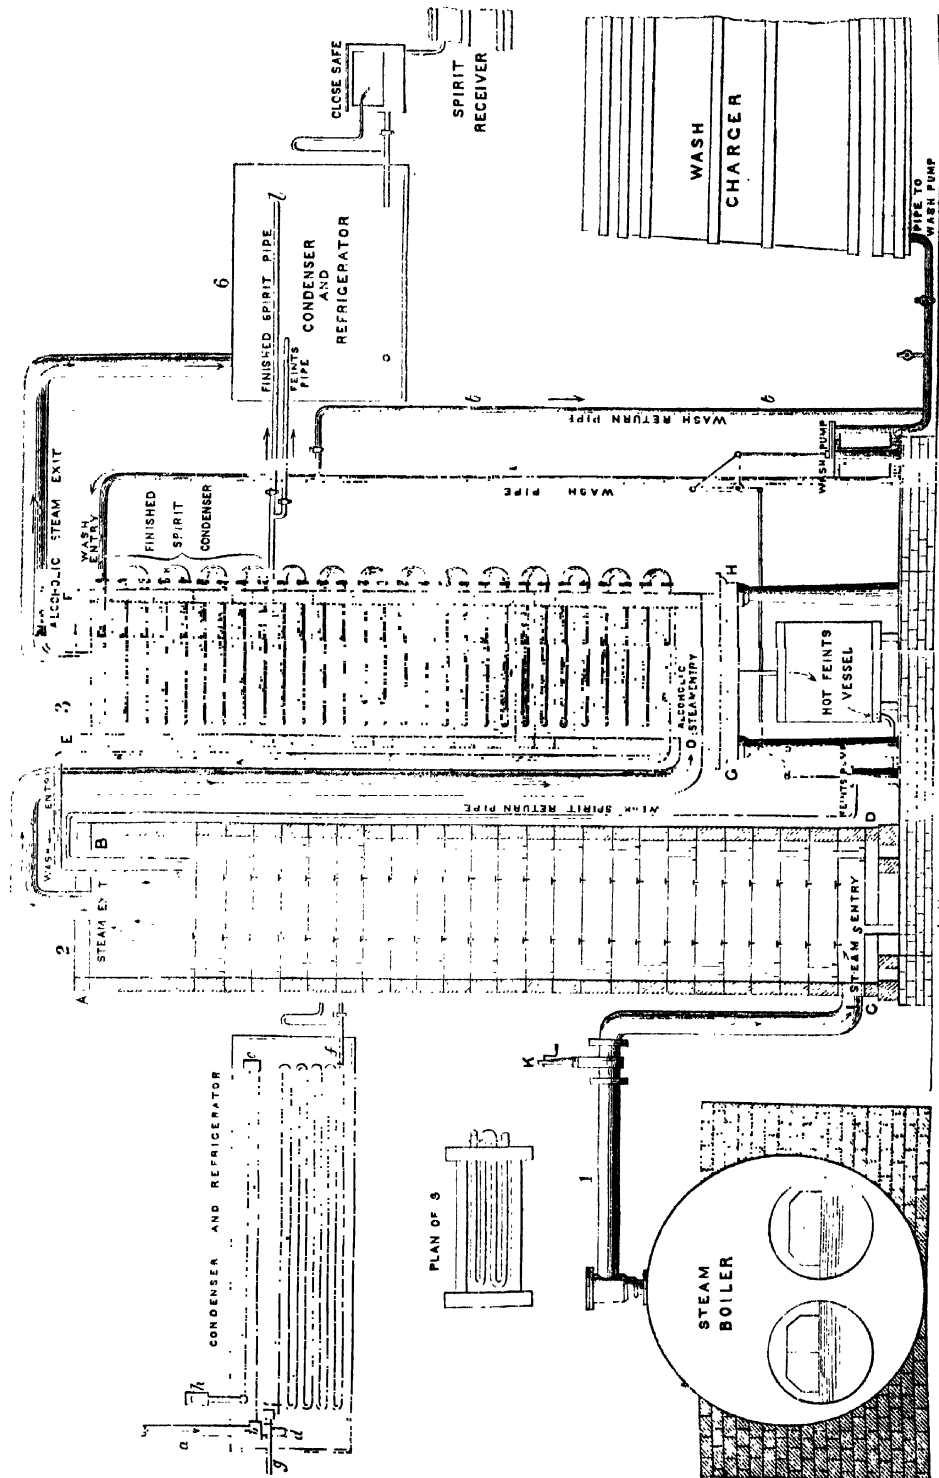 CLOSE SAFE
SPIRIT
RECEIVER
WASH
CHARGER
PIPE TO
WASH PUMP
6
FINISHED SPIRIT PIPE
l
CONDENSER
AND
REFRIGERATOR
FEINTS
PIPE
WASH RETURN PIPE
t
t
WASH PUMP
WASH PIPE
ALCOHOLIC STEAM EXIT
WASH
ENTRY
FINISHED
SPIRIT
CONDENSER
F
3
E
H
G
HOT FEINTS
VESSEL
ALCOHOLIC
STEAM ENTRY
FEINTS PUMP
WEAK SPIRIT RETURN PIPE
WASH ENTRY
B
D
2
STEAM EXIT
A
STEAM ENTRY
S
C
CONDENSER AND REFRIGERATOR
e
f
h
a
b
d
g
PLAN OF 3
K
L
1
STEAM
BOILER